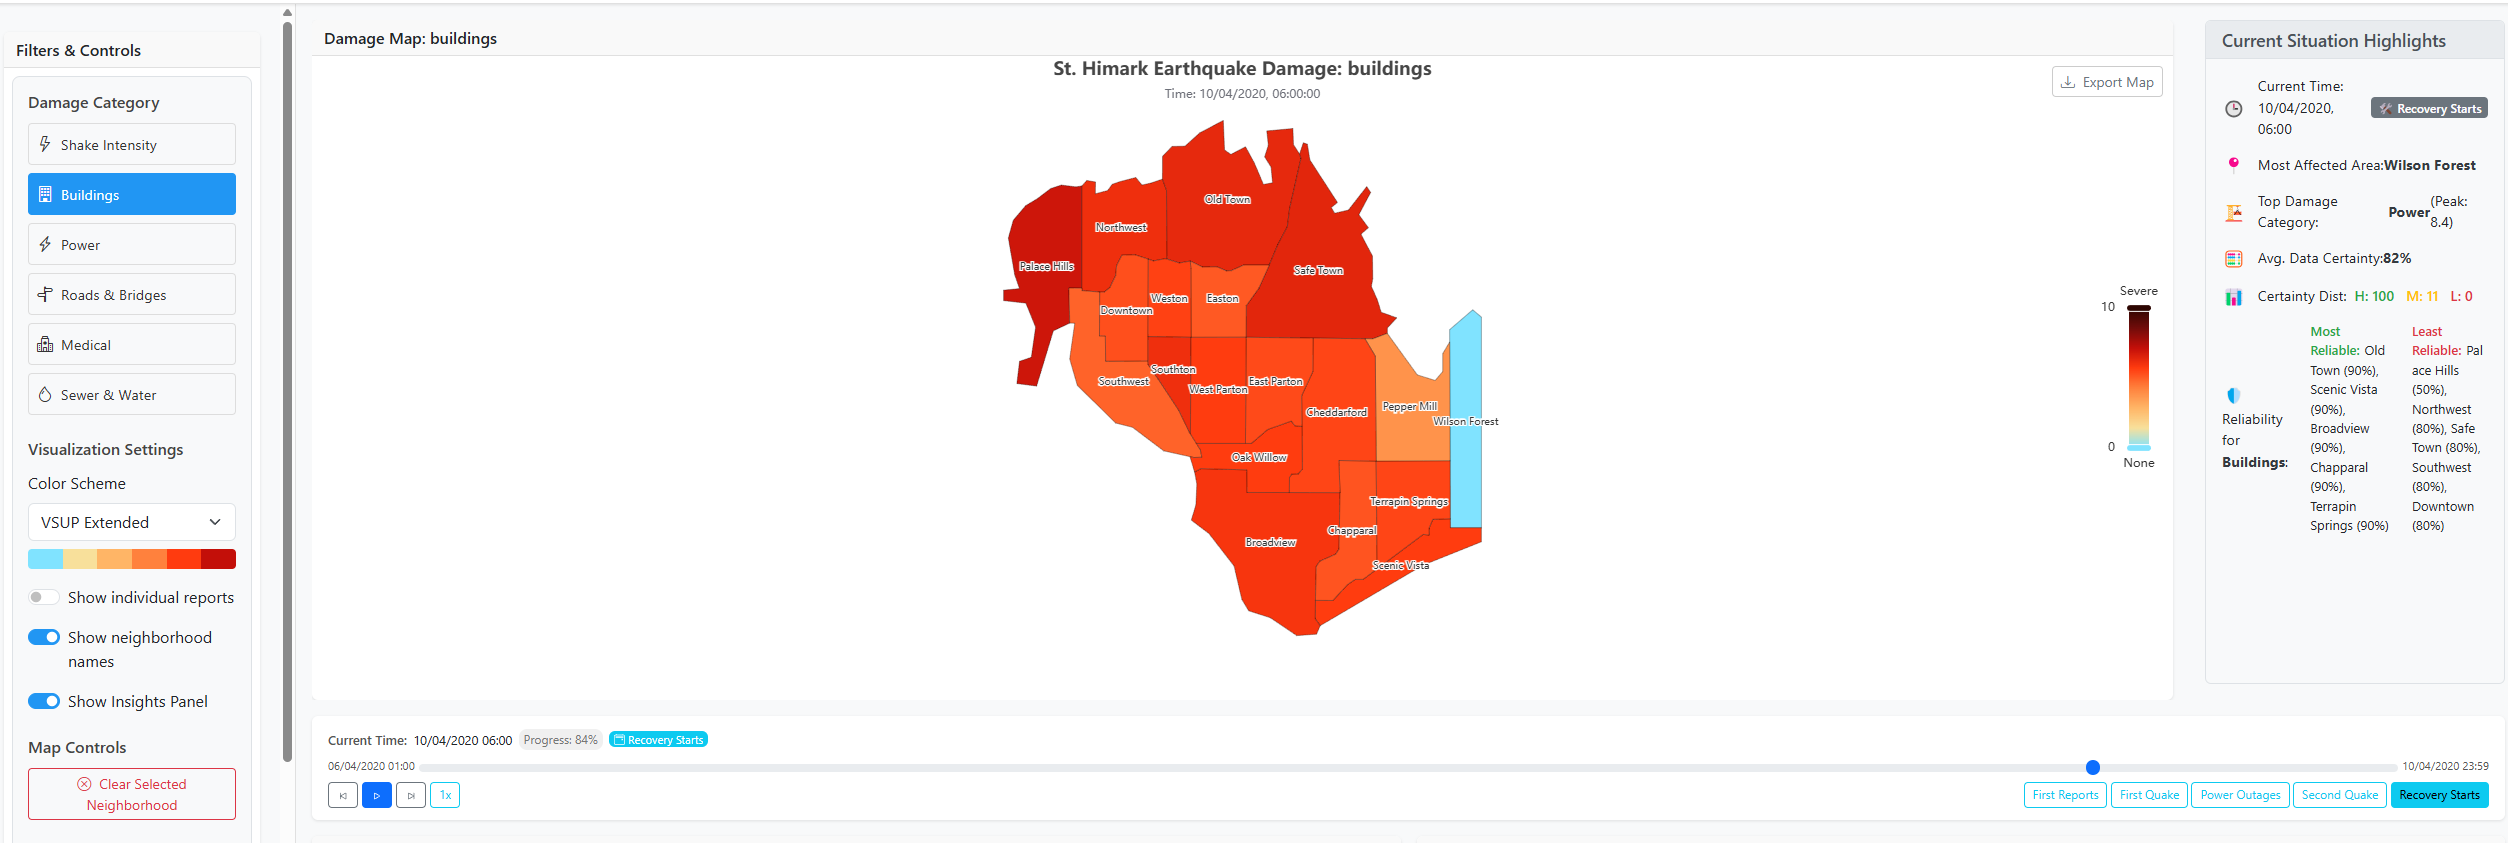 Filters & Controls
Damage Category
Shake Intensity
Buildings
Power
Roads & Bridges
Medical
Sewer & Water
Visualization Settings
Color Scheme
VSUP Extended
Show individual reports
Show neighborhood
names
Show Insights Panel
Map Controls
Clear Selected
Neighborhood
Damage Map: buildings
St. Himark Earthquake Damage: buildings
Time: 10/04/2020, 06:00:00
Export Map
Old Town
Northwest
Palace Hills
Safe Town
Weston
Easton
Downtown
Southton
Southwest
West Parton
East Parton
Cheddarford
Pepper Mill
Wilson Forest
Oak Willow
Terrapin Springs
Chapparal
Broadview
Scenic Vista
Severe
10
0
None
Current Time: 10/04/2020 06:00 Progress: 84% Recovery Starts
06/04/2020 01:00
10/04/2020 23:59
1x
First Reports
First Quake
Power Outages
Second Quake
Recovery Starts
Current Situation Highlights
Current Time:
10/04/2020,
06:00
Recovery Starts
Most Affected Area:Wilson Forest
Top Damage
Category:
Power
(Peak:
8.4)
Avg. Data Certainty:82%
Certainty Dist: H: 100 M: 11 L: 0
Reliability
for
Buildings:
Most
Reliable: Old
Town (90%),
Scenic Vista
(90%),
Broadview
(90%),
Chapparal
(90%),
Terrapin
Springs (90%)
Least
Reliable: Pal
ace Hills
(50%),
Northwest
(80%), Safe
Town (80%),
Southwest
(80%),
Downtown
(80%)